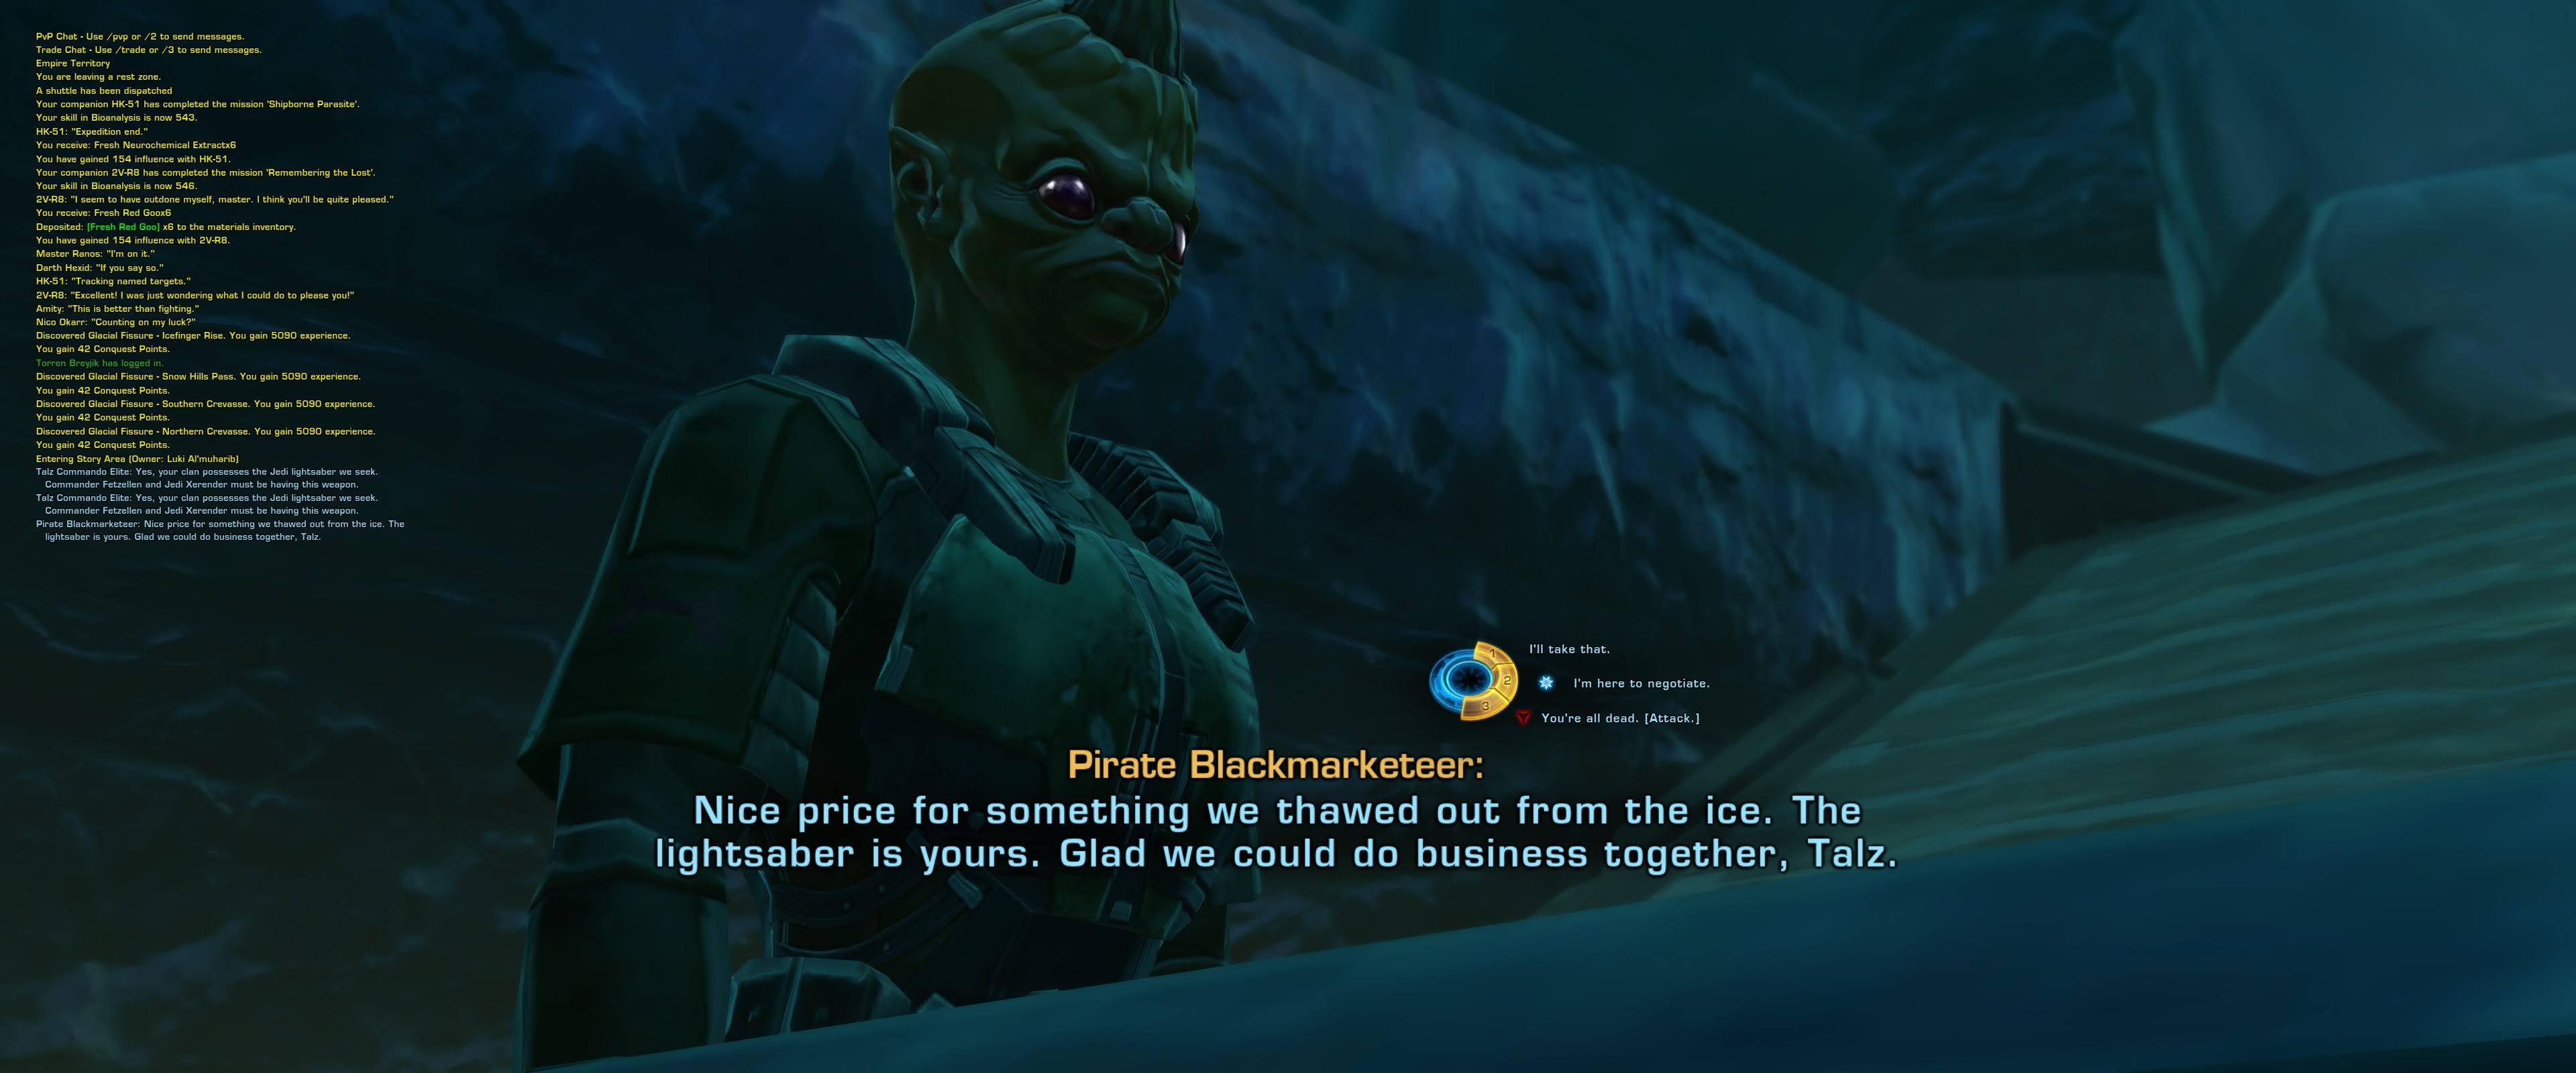 PvP Chat - Use /pvp or /2 to send messages.
Trade Chat - Use /trade or /3 to send messages.
Empire Territory
You are leaving a rest zone.
A shuttle has been dispatched
Your companion HK-51 has completed the mission 'Shipborne Parasite'.
Your skill in Bioanalysis is now 543.
HK-51: "Expedition end."
You receive: Fresh Neurochemical Extractx6
You have gained 154 influence with HK-51.
Your companion 2V-R8 has completed the mission 'Remembering the Lost'.
Your skill in Bioanalysis is now 546.
2V-R8: "I seem to have outdone myself, master. I think you'll be quite pleased."
You receive: Fresh Red Goox6
Deposited: [Fresh Red Goo] x6 to the materials inventory.
You have gained 154 influence with 2V-R8.
Master Ranos: "I'm on it."
Darth Hexid: "If you say so."
HK-51: "Tracking named targets."
2V-R8: "Excellent! I was just wondering what I could do to please you!"
Amity: "This is better than fighting."
Nico Okarr: "Counting on my luck?"
Discovered Glacial Fissure - Icefinger Rise. You gain 5090 experience.
You gain 42 Conquest Points.
Torren Breyjik has logged in.
Discovered Glacial Fissure - Snow Hills Pass. You gain 5090 experience.
You gain 42 Conquest Points.
Discovered Glacial Fissure - Southern Crevasse. You gain 5090 experience.
You gain 42 Conquest Points.
Discovered Glacial Fissure - Northern Crevasse. You gain 5090 experience.
You gain 42 Conquest Points.
Entering Story Area (Owner: Luki Al'muharib)
Talz Commando Elite: Yes, your clan possesses the Jedi lightsaber we seek.
Commander Fetzellen and Jedi Xerender must be having this weapon.
Talz Commando Elite: Yes, your clan possesses the Jedi lightsaber we seek.
Commander Fetzellen and Jedi Xerender must be having this weapon.
Pirate Blackmarketeer: Nice price for something we thawed out from the ice. The
lightsaber is yours. Glad we could do business together, Talz.
1 I'll take that.
2 I'm here to negotiate.
3 You're all dead. [Attack.]
Pirate Blackmarketeer:
Nice price for something we thawed out from the ice. The
lightsaber is yours. Glad we could do business together, Talz.